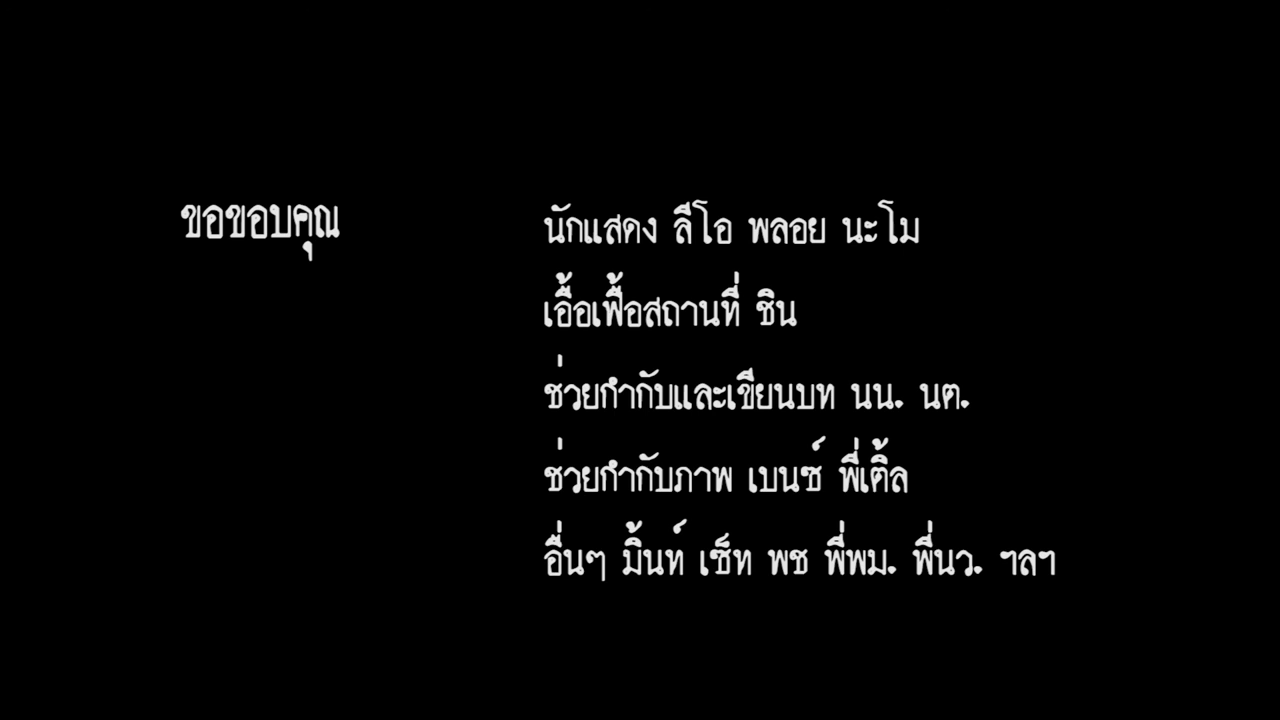 ขอขอบคุณ
นักแสดง ลีโอ พลอย นะโม
เอื้อเฟื้อสถานที่ ชิน
ช่วยกำกับและเขียนบท นน. นต.
ช่วยกำกับภาพ เบนซ์ พี่เติ้ล
อื่นๆ มิ้นท์ เซ็ท พช พี่พม. พี่นว. ฯลฯ